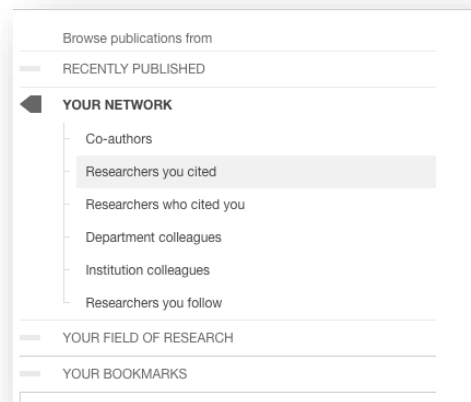 Browse publications from
RECENTLY PUBLISHED
YOUR NETWORK
Co-authors
Researchers you cited
Researchers who cited you
Department colleagues
Institution colleagues
Researchers you follow
YOUR FIELD OF RESEARCH
YOUR BOOKMARKS